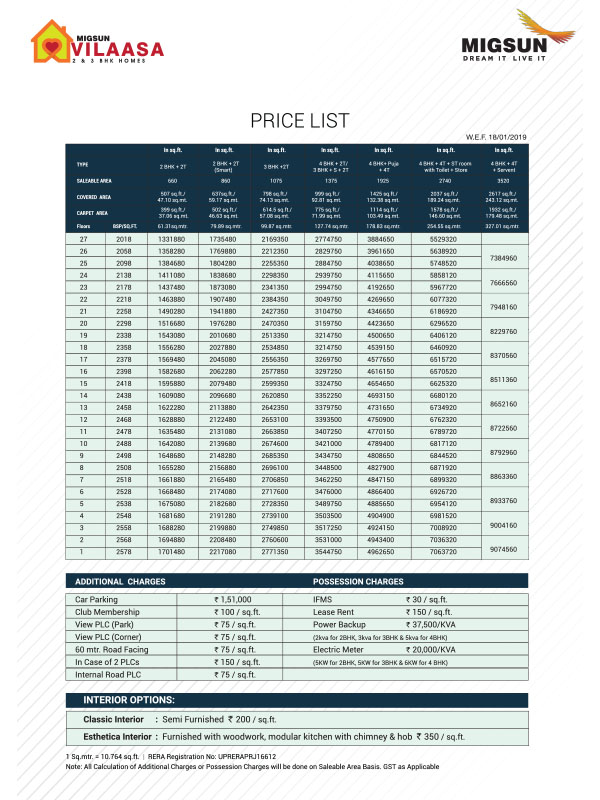 MIGSUN
VILAASA
2 & 3 BHK HOMES
MIGSUN
DREAM IT LIVE IT
PRICE LIST
W.E.F. 18/01/2019
In sq.ft. In sq.ft. In sq.ft. In sq.ft. In sq.ft. In sq.ft. In sq.ft.
TYPE 2 BHK + 2T 2 BHK + 2T (Smart) 3 BHK +2T 4 BHK + 2T/ 3 BHK + S + 2T 4 BHK+ Puja + 4T 4 BHK + 4T + ST room with Toilet + Store 4 BHK + 4T + Servent
SALEABLE AREA 660 860 1075 1375 1925 2740 3520
COVERED AREA 507 sq.ft./ 47.10 sq.mt. 637sq.ft./ 59.17 sq.mt. 798 sq.ft./ 74.13 sq.mt. 999 sq.ft./ 92.81 sq.mt. 1425 sq.ft/ 132.38 sq.mt. 2037 sq.ft./ 189.24 sq.mt. 2617 sq.ft/ 243.12 sq.mt.
CARPET AREA 399 sq.ft./ 37.06 sq.mt. 502 sq.ft/ 46.63 sq.mt. 614.5 sq.ft./ 57.08 sq.mt. 775 sq.ft/ 71.99 sq.mt. 1114 sq.ft/ 103.49 sq.mt. 1578 sq.ft/ 146.60 sq.mt. 1932 sq.ft/ 179.48 sq.mt.
Floors BSP/SQ.FT. 61.31sq.mtr. 79.89 sq.mtr. 99.87 sq.mtr. 127.74 sq.mtr. 178.83 sq.mtr. 254.55 sq.mtr. 327.01 sq.mtr.
27 2018 1331880 1735480 2169350 2774750 3884650 5529320
26 2058 1358280 1769880 2212350 2829750 3961650 5638920
7384960
25 2098 1384680 1804280 2255350 2884750 4038650 5748520
24 2138 1411080 1838680 2298350 2939750 4115650 5858120
7666560
23 2178 1437480 1873080 2341350 2994750 4192650 5967720
22 2218 1463880 1907480 2384350 3049750 4269650 6077320
7948160
21 2258 1490280 1941880 2427350 3104750 4346650 6186920
20 2298 1516680 1976280 2470350 3159750 4423650 6296520
8229760
19 2338 1543080 2010680 2513350 3214750 4500650 6406120
18 2358 1556280 2027880 2534850 3214750 4539150 6460920
8370560
17 2378 1569480 2045080 2556350 3269750 4577650 6515720
16 2398 1582680 2062280 2577850 3297250 4616150 6570520
8511360
15 2418 1595880 2079480 2599350 3324750 4654650 6625320
14 2438 1609080 2096680 2620850 3352250 4693150 6680120
8652160
13 2458 1622280 2113880 2642350 3379750 4731650 6734920
12 2468 1628880 2122480 2653100 3393500 4750900 6762320
8722560
11 2478 1635480 2131080 2663850 3407250 4770150 6789720
10 2488 1642080 2139680 2674600 3421000 4789400 6817120
8792960
9 2498 1648680 2148280 2685350 3434750 4808650 6844520
8 2508 1655280 2156880 2696100 3448500 4827900 6871920
8863360
7 2518 1661880 2165480 2706850 3462250 4847150 6899320
6 2528 1668480 2174080 2717600 3476000 4866400 6926720
8933760
5 2538 1675080 2182680 2728350 3489750 4885650 6954120
4 2548 1681680 2191280 2739100 3503500 4904900 6981520
9004160
3 2558 1688280 2199880 2749850 3517250 4924150 7008920
2 2568 1694880 2208480 2760600 3531000 4943400 7036320
9074560
1 2578 1701480 2217080 2771350 3544750 4962650 7063720
ADDITIONAL CHARGES POSSESSION CHARGES
Car Parking ₹ 1,51,000 IFMS ₹ 30 / sq.ft.
Club Membership ₹ 100 / sq.ft. Lease Rent ₹ 150 / sq.ft.
View PLC (Park) ₹ 75 / sq.ft. Power Backup ₹ 37,500/KVA
View PLC (Corner) ₹ 75 / sq.ft. (2kva for 2BHK, 3kva for 3BHK & 5kva for 4BHK)
60 mtr. Road Facing ₹ 75 / sq.ft. Electric Meter ₹ 20,000/KVA
In Case of 2 PLCs ₹ 150 / sq.ft. (5KW for 2BHK, 5KW for 3BHK & 6KW for 4 BHK)
Internal Road PLC ₹ 75 / sq.ft.
INTERIOR OPTIONS:
Classic Interior : Semi Furnished ₹ 200 / sq.ft.
Esthetica Interior : Furnished with woodwork, modular kitchen with chimney & hob ₹ 350 / sq.ft.
1 Sq.mtr. = 10.764 sq.ft. | RERA Registration No: UPRERAPRJ16612
Note: All Calculation of Additional Charges or Possession Charges will be done on Saleable Area Basis. GST as Applicable